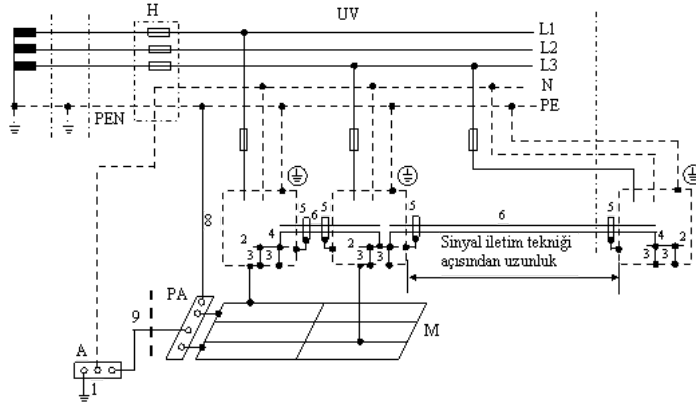 H
UV
L1
L2
L3
N
PE
PEN
5 5 5 6 5
6
8
2 3 3 4
2 3 3
4 3 3 2
Sinyal iletim tekniği
açısından uzunluk
PA
9
M
A
1